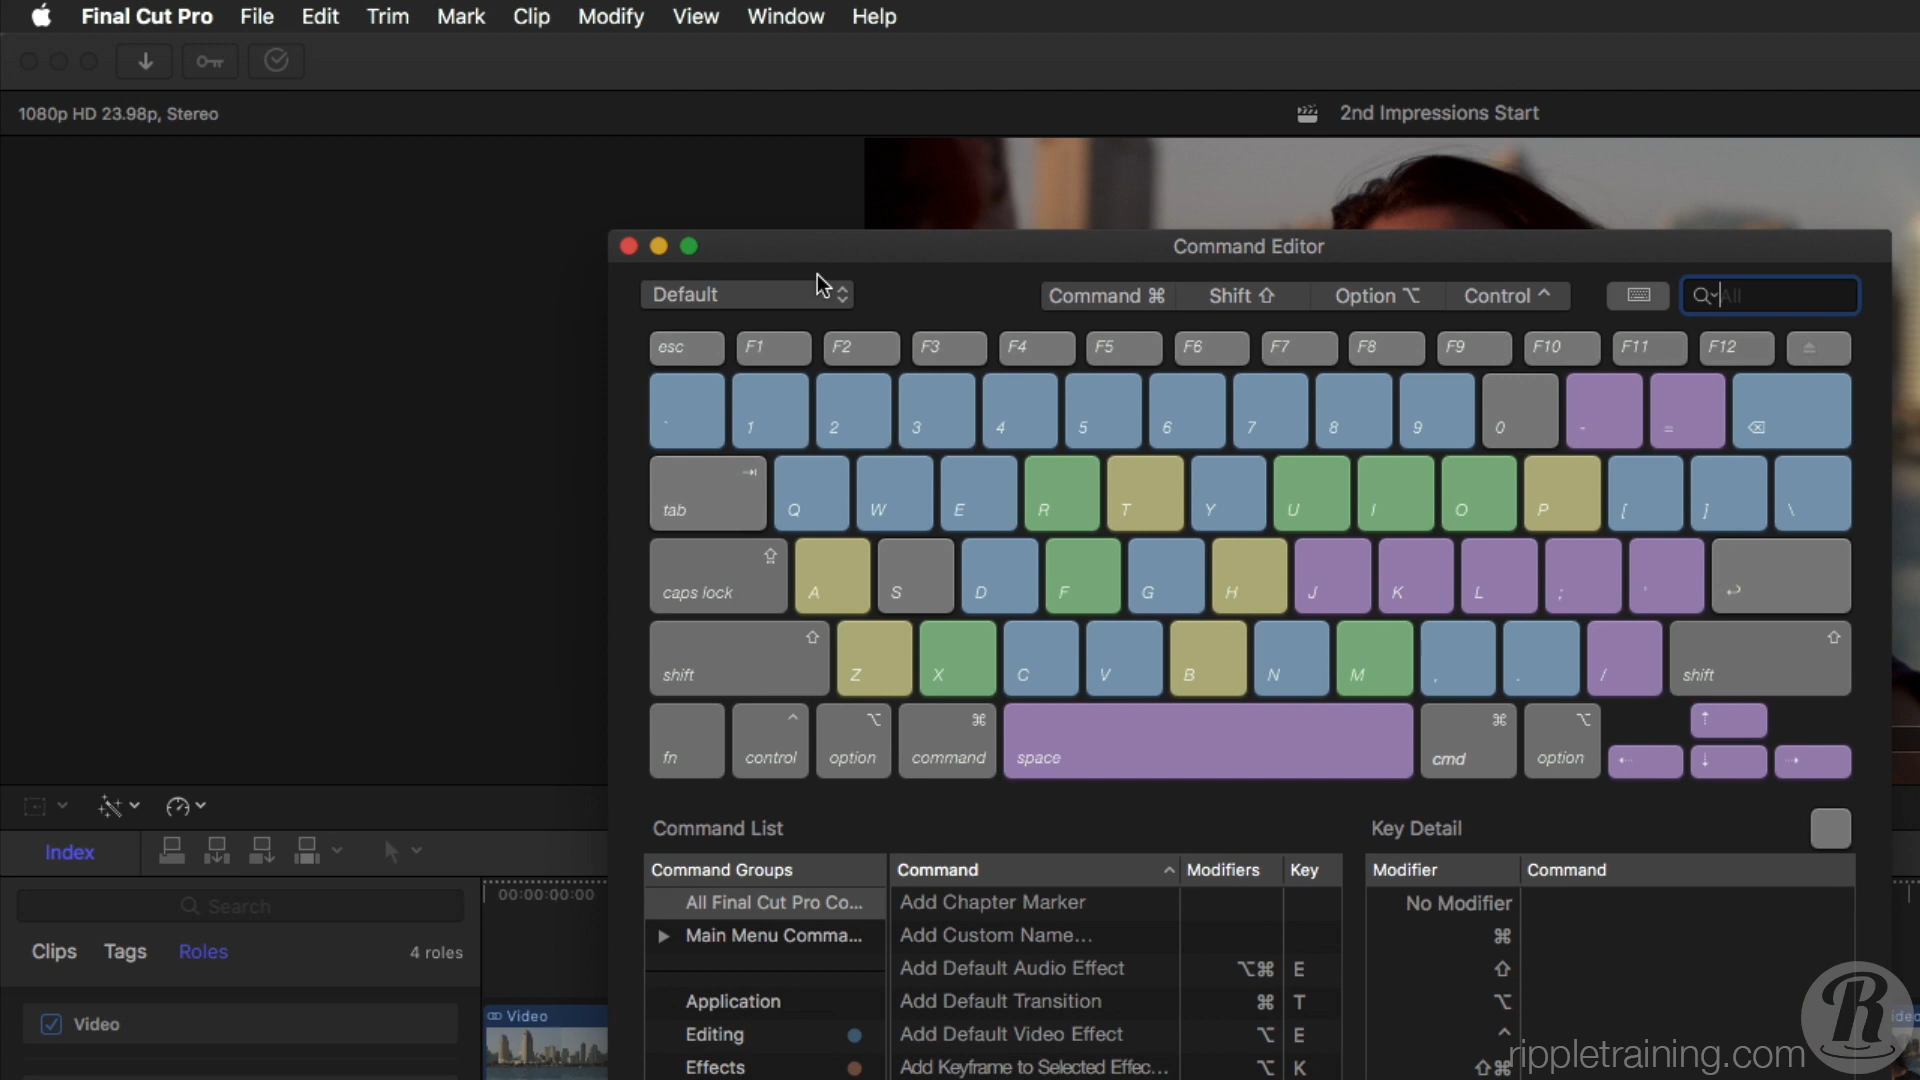 Final Cut Pro File Edit Trim Mark Clip Modify View Window Help
1080p HD 23.98p, Stereo
2nd Impressions Start
Command Editor
Default
Command ⌘ Shift ⇧ Option ⌥ Control ^
All
esc F1 F2 F3 F4 F5 F6 F7 F8 F9 F10 F11 F12
` 1 2 3 4 5 6 7 8 9 0 - =
tab Q W E R T Y U I O P [ ] \
caps lock A S D F G H J K L ; '
shift Z X C V B N M , . / shift
fn control option command space cmd option
Command List
Key Detail
Index
Command Groups Command Modifiers Key
Modifier Command
All Final Cut Pro Co... Add Chapter Marker
No Modifier
00:00:00:00
Search
Main Menu Comma... Add Custom Name...
⌘
Clips Tags Roles 4 roles
Add Default Audio Effect ⌥⌘ E
⇧
Application Add Default Transition ⌘ T
⌥
Video
Video
Editing Add Default Video Effect ⌥ E
^
Effects Add Keyframe to Selected Effec... ⌥ K
⇧⌘
rippletraining.com
R